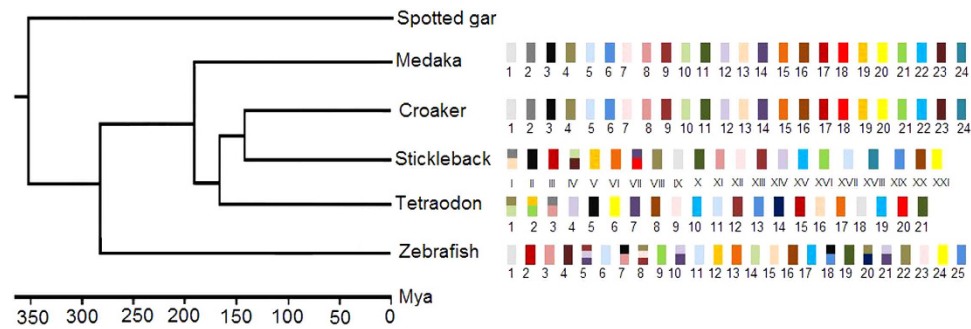 Spotted gar
Medaka
1 2 3 4 5 6 7 8 9 10 11 12 13 14 15 16 17 18 19 20 21 22 23 24
Croaker
1 2 3 4 5 6 7 8 9 10 11 12 13 14 15 16 17 18 19 20 21 22 23 24
Stickleback
I II III IV V VI VII VIII IX X XI XII XIII XIV XV XVI XVII XVIII XIX XX XXI
Tetraodon
1 2 3 4 5 6 7 8 9 10 11 12 13 14 15 16 17 18 19 20 21
Zebrafish
1 2 3 4 5 6 7 8 9 10 11 12 13 14 15 16 17 18 19 20 21 22 23 24 25
Mya
350 300 250 200 150 100 50 0